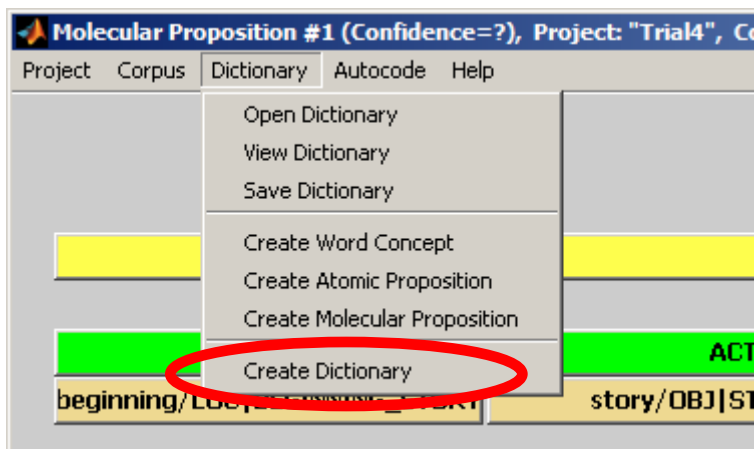 Molecular Proposition #1 (Confidence=?), Project: "Trial4", Co
Project Corpus Dictionary Autocode Help
Open Dictionary
View Dictionary
Save Dictionary
Create Word Concept
Create Atomic Proposition
Create Molecular Proposition
ACT
Create Dictionary
beginning/ story/OBJ|ST